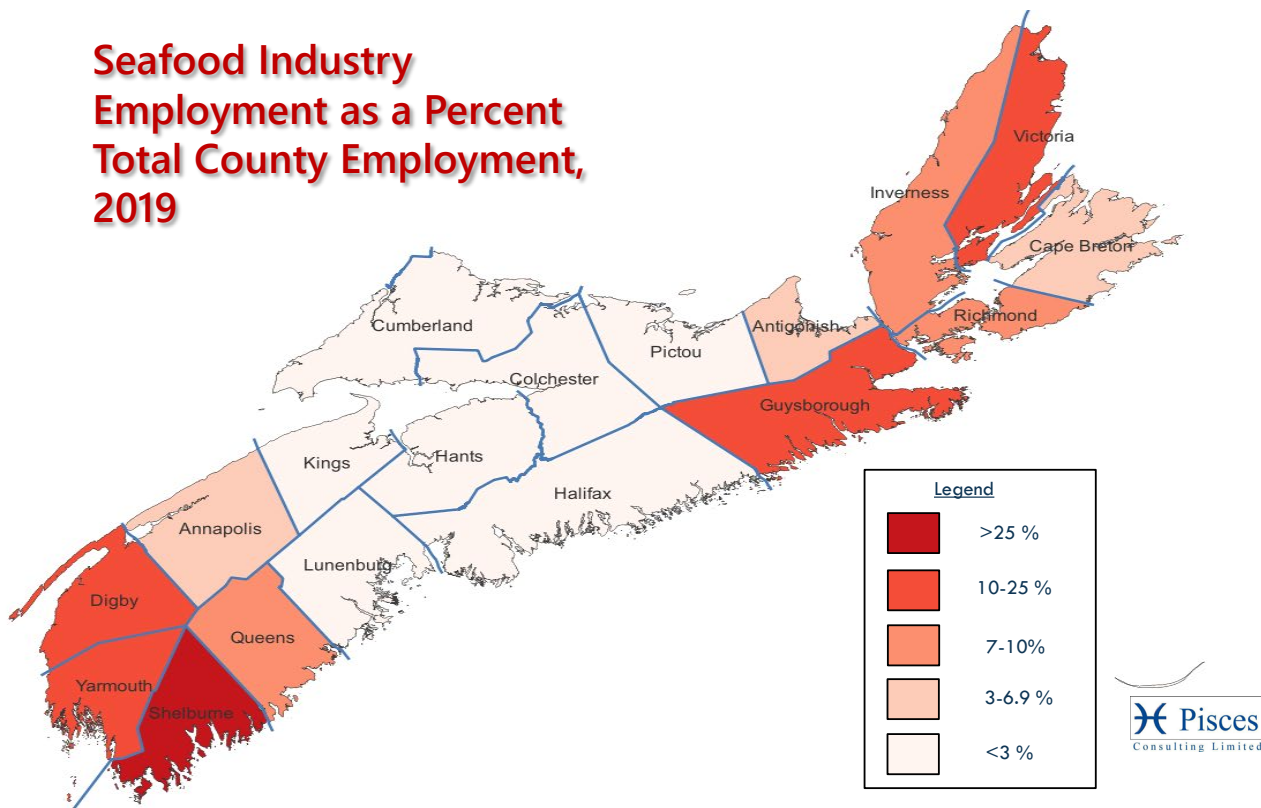 Seafood Industry
Employment as a Percent
Total County Employment,
2019
Victoria
Inverness
Cape Breton
Richmond
Cumberland
Antigonish
Pictou
Colchester
Guysborough
Kings
Hants
Halifax
Annapolis
Lunenburg
Digby
Queens
Yarmouth
Shelburne
Legend
>25 %
10-25 %
7-10%
3-6.9 %
<3 %
Pisces
Consulting Limited